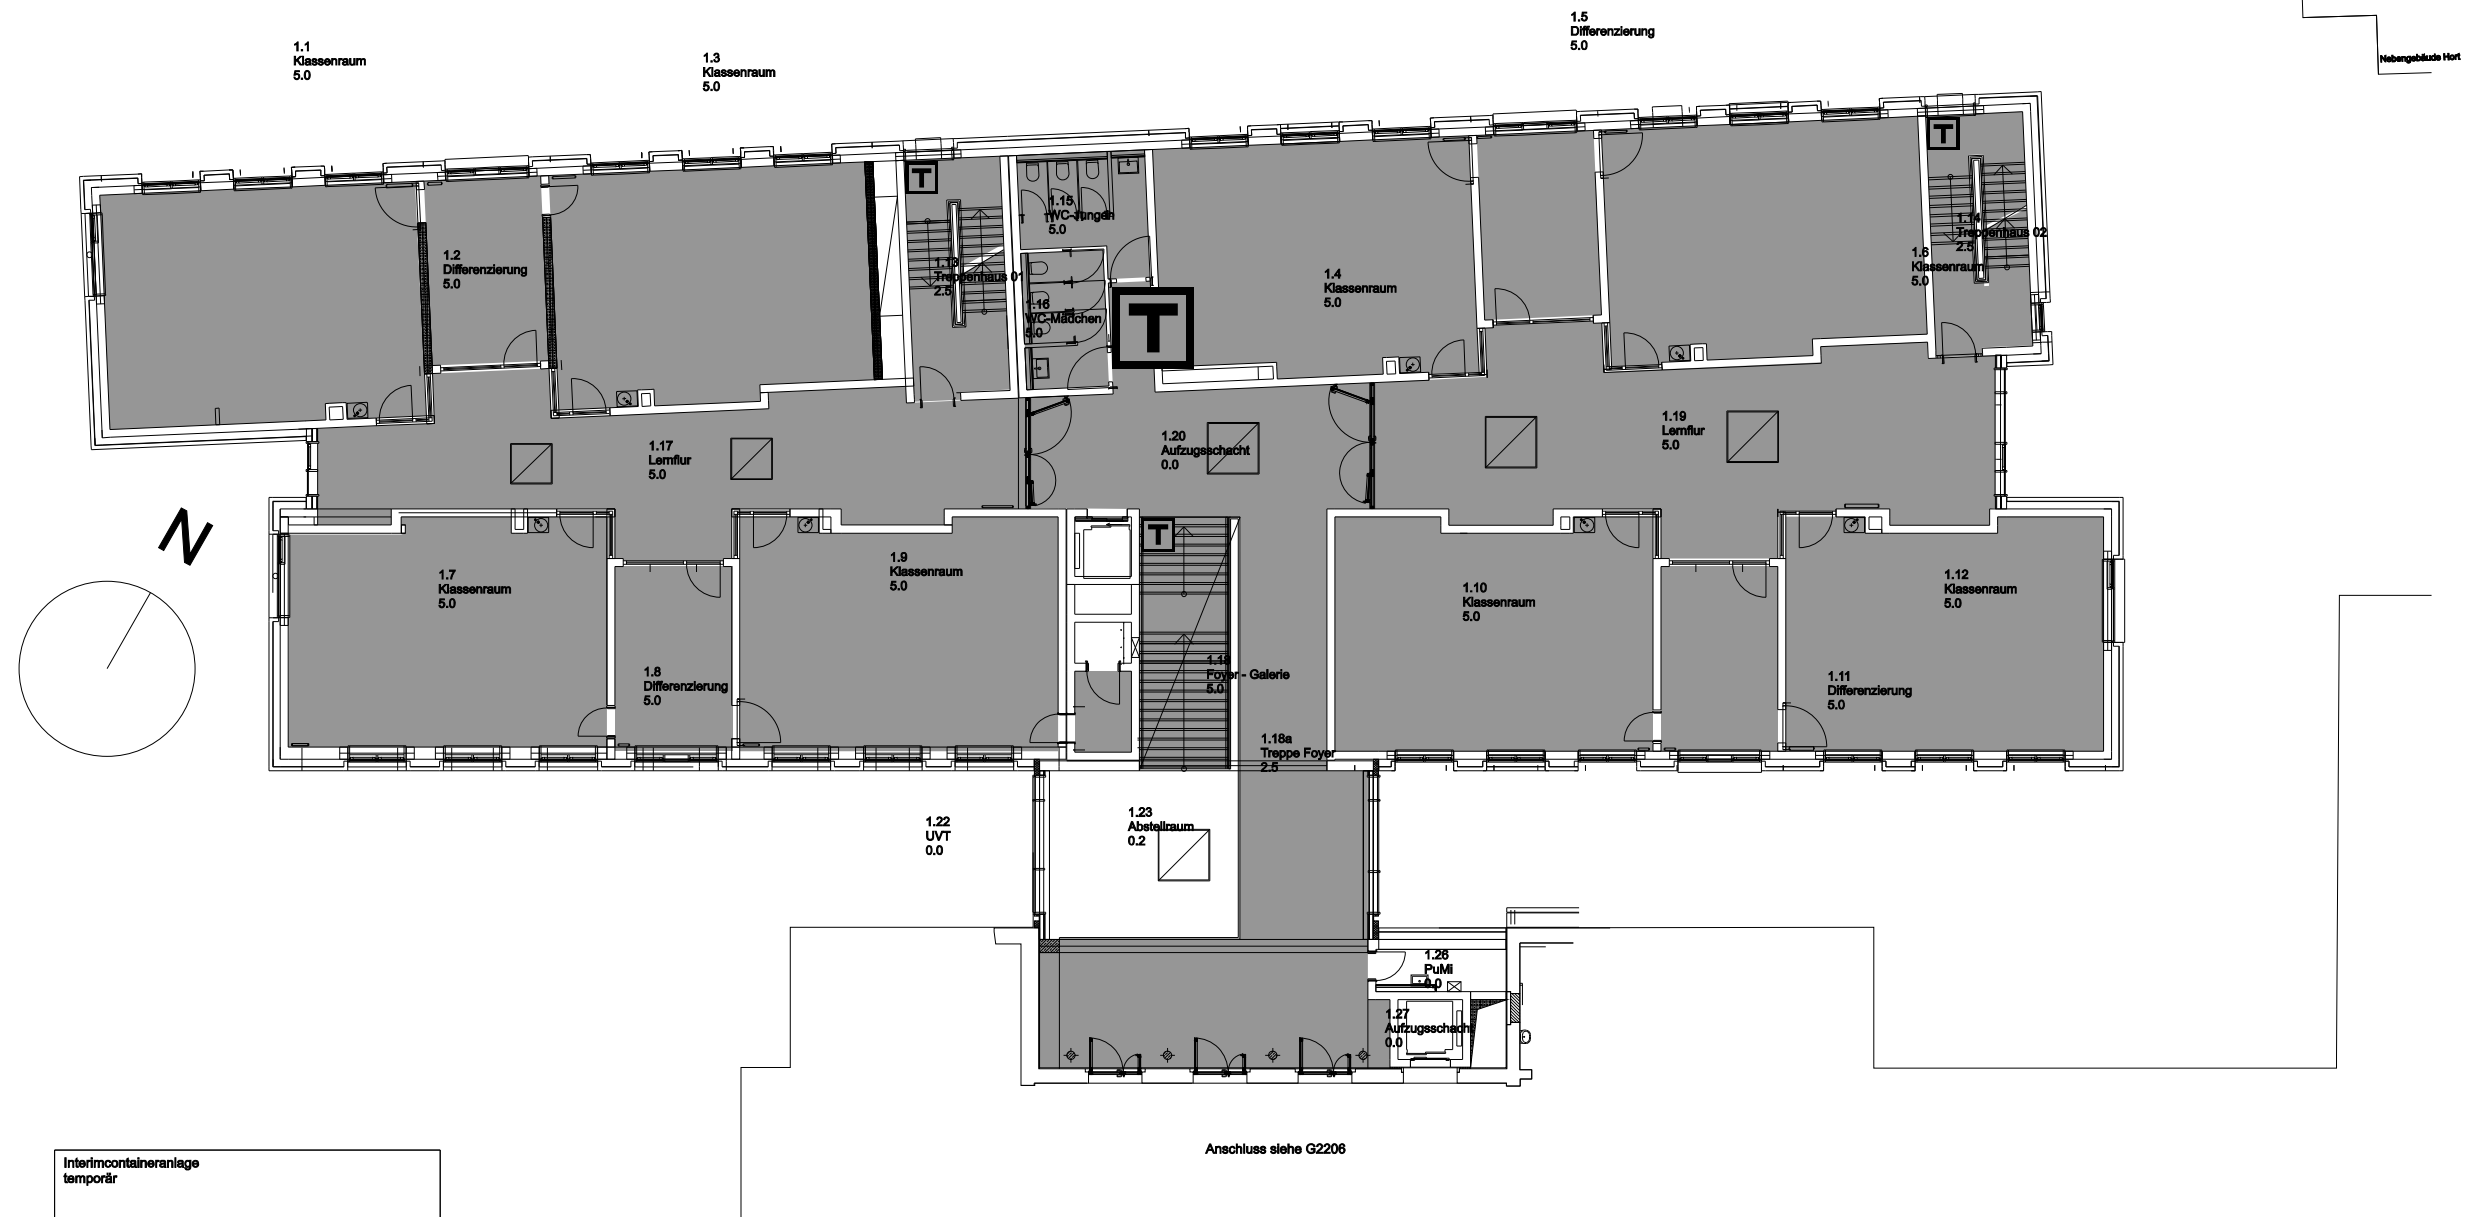 1.5
Differenzierung
5.0
1.1
Klassenraum
5.0
1.3
Klassenraum
5.0
Nebengebäude Hort
T
T
1.15
WC-Jungen
5.0
1.14
Treppenhaus 02
2.5
1.2
Differenzierung
5.0
1.13
Treppenhaus 01
2.5
1.4
Klassenraum
5.0
1.6
Klassenraum
5.0
1.16
WC-Mädchen
5.0
T
1.17
Lernflur
5.0
1.20
Aufzugsschacht
0.0
1.19
Lernflur
5.0
N
T
1.7
Klassenraum
5.0
1.9
Klassenraum
5.0
1.10
Klassenraum
5.0
1.12
Klassenraum
5.0
1.8
Differenzierung
5.0
1.18
Foyer - Galerie
5.0
1.11
Differenzierung
5.0
1.18a
Treppe Foyer
2.5
1.22
UVT
0.0
1.23
Abstellraum
0.2
1.26
PuMi
0.0
1.27
Aufzugsschacht
0.0
Anschluss siehe G2206
Interimcontaineranlage
temporär